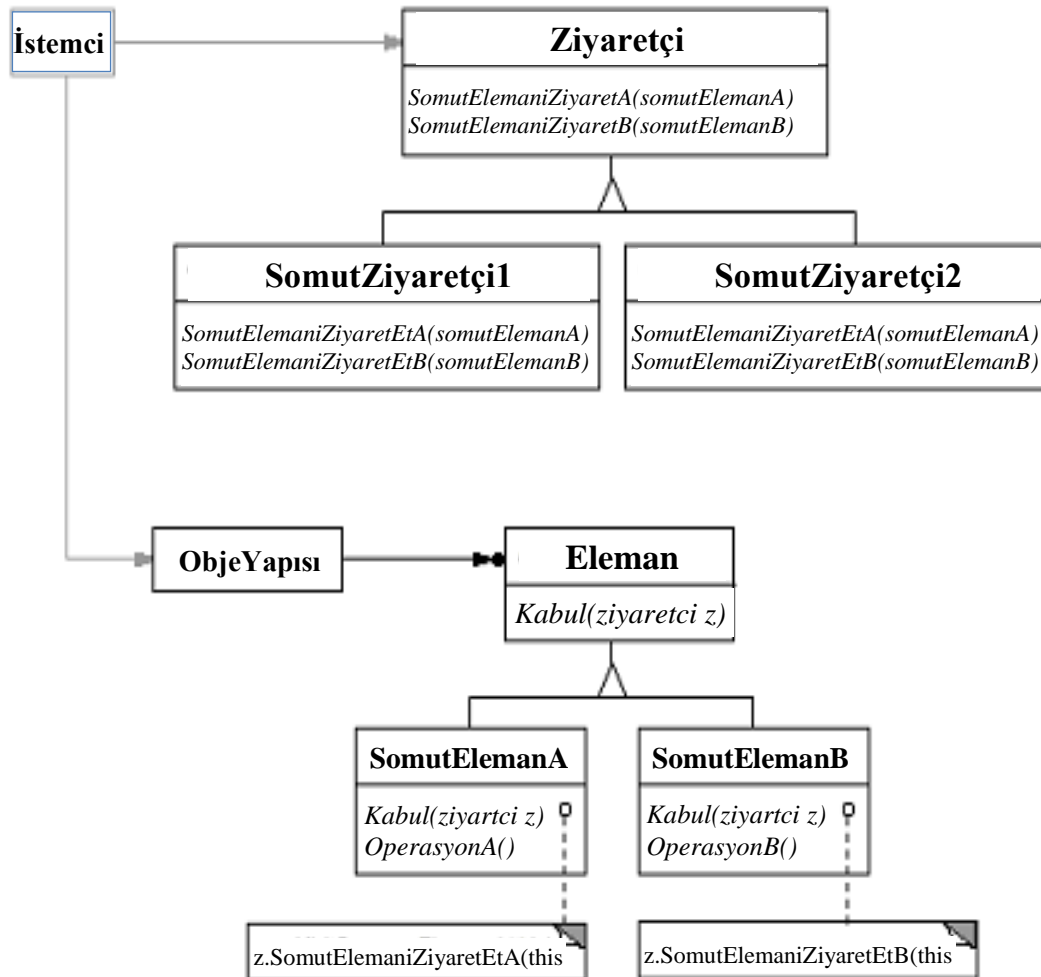 İstemci
Ziyaretçi
SomutElemaniZiyaretA(somutElemanA)
SomutElemaniZiyaretB(somutElemanB)
SomutZiyaretçi1
SomutElemaniZiyaretEtA(somutElemanA)
SomutElemaniZiyaretEtB(somutElemanB)
SomutZiyaretçi2
SomutElemaniZiyaretEtA(somutElemanA)
SomutElemaniZiyaretEtB(somutElemanB)
ObjeYapısı
Eleman
Kabul(ziyaretci z)
SomutElemanA
Kabul(ziyartci z)
OperasyonA()
SomutElemanB
Kabul(ziyartci z)
OperasyonB()
z.SomutElemaniZiyaretEtA(this
z.SomutElemaniZiyaretEtB(this